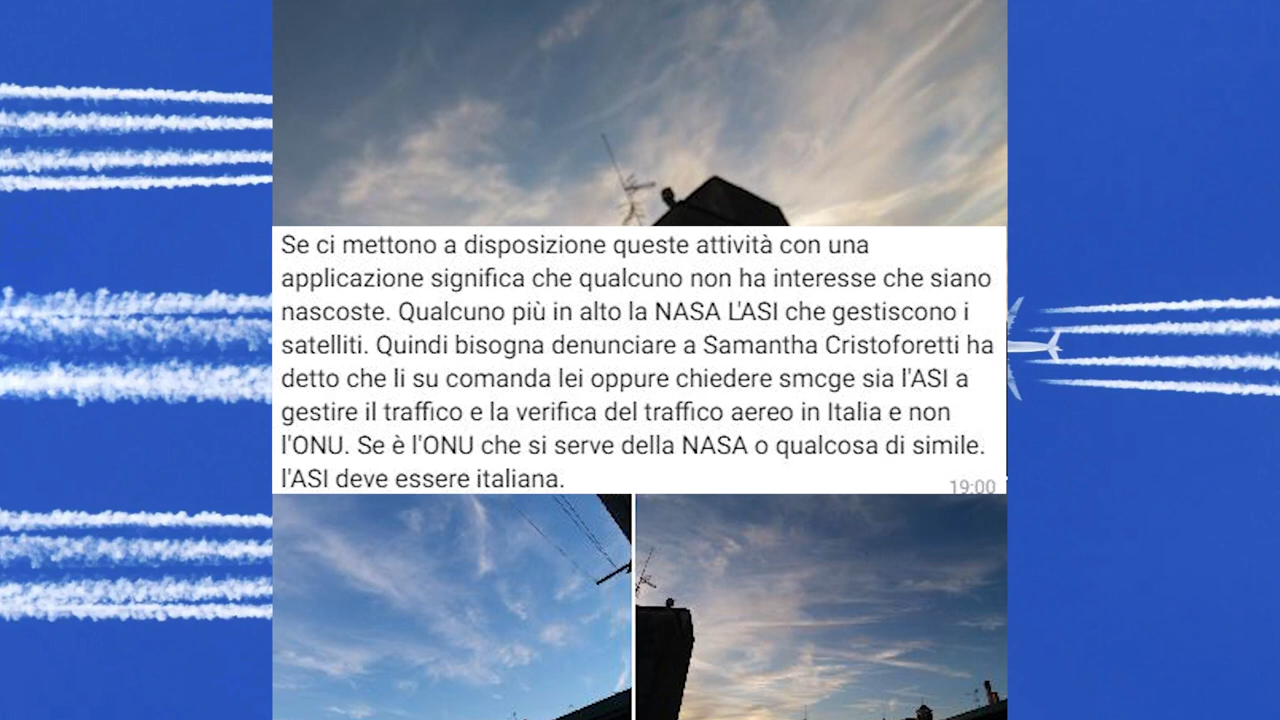 Se ci mettono a disposizione queste attività con una
applicazione significa che qualcuno non ha interesse che siano
nascoste. Qualcuno più in alto la NASA L'ASI che gestiscono i
satelliti. Quindi bisogna denunciare a Samantha Cristoforetti ha
detto che li su comanda lei oppure chiedere smcge sia l'ASI a
gestire il traffico e la verifica del traffico aereo in Italia e non
l'ONU. Se è l'ONU che si serve della NASA o qualcosa di simile.
l'ASI deve essere italiana.
19:00